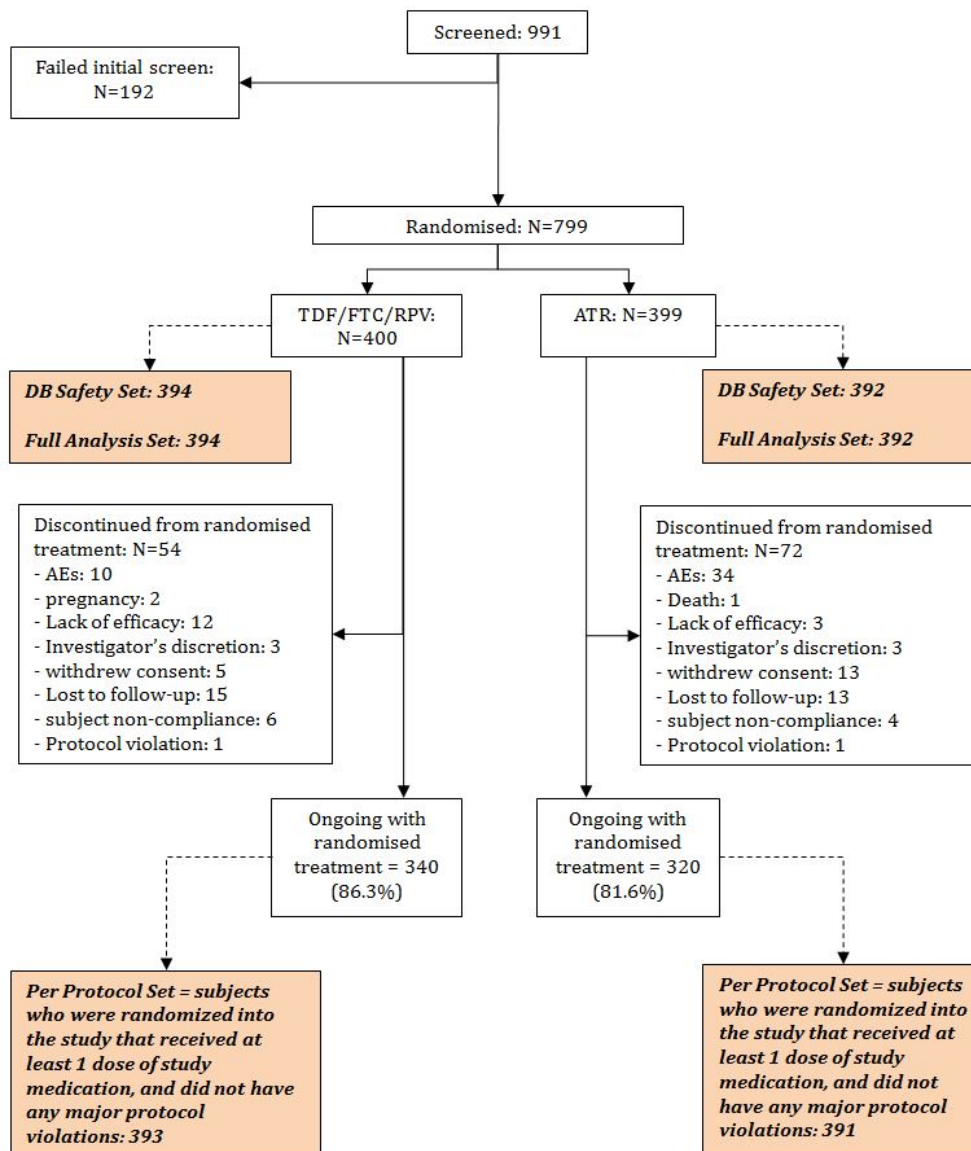 Screened: 991
Failed initial screen:
N=192
Randomised: N=799
TDF/FTC/RPV:
N=400
ATR: N=399
DB Safety Set: 394
Full Analysis Set: 394
DB Safety Set: 392
Full Analysis Set: 392
Discontinued from randomised
treatment: N=54
- AEs: 10
- pregnancy: 2
- Lack of efficacy: 12
- Investigator’s discretion: 3
- withdrew consent: 5
- Lost to follow-up: 15
- subject non-compliance: 6
- Protocol violation: 1
Discontinued from randomised
treatment: N=72
- AEs: 34
- Death: 1
- Lack of efficacy: 3
- Investigator’s discretion: 3
- withdrew consent: 13
- Lost to follow-up: 13
- subject non-compliance: 4
- Protocol violation: 1
Ongoing with
randomised
treatment = 340
(86.3%)
Ongoing with
randomised
treatment = 320
(81.6%)
Per Protocol Set = subjects
who were randomized into
the study that received at
least 1 dose of study
medication, and did not have
any major protocol
violations: 393
Per Protocol Set = subjects
who were randomized into
the study that received at
least 1 dose of study
medication, and did not
have any major protocol
violations: 391